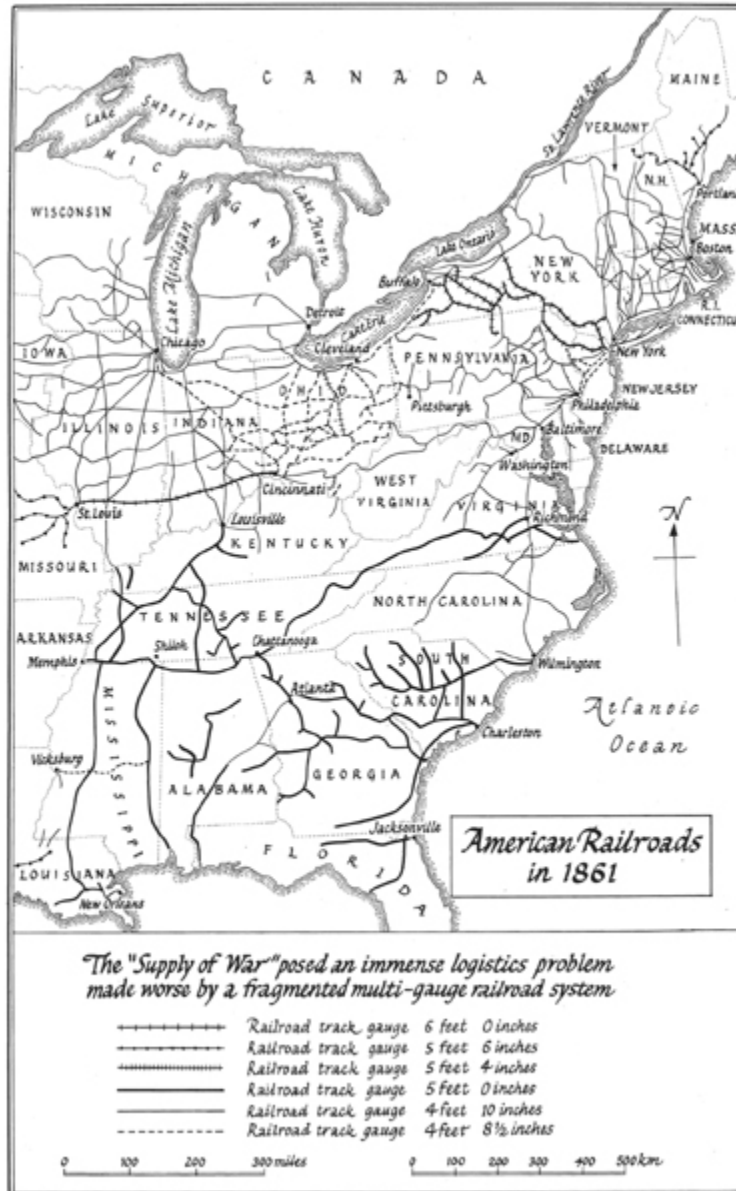 CANADA
MAINE
Lake Superior
St. Lawrence River
VERMONT
MICHIGAN
N.H.
Portland
WISCONSIN
Lake Huron
Lake Michigan
Lake Ontario
MASS
Boston
NEW YORK
Buffalo
Detroit
Lake Erie
R.I.
CONNECTICUT
Chicago
Cleveland
IOWA
PENNSYLVANIA
New York
OHIO
NEW JERSEY
Pittsburgh
Philadelphia
ILLINOIS
INDIANA
Baltimore
MD
DELAWARE
Washington
Cincinnati
WEST VIRGINIA
St. Louis
VIRGINIA
Richmond
Louisville
N
KENTUCKY
MISSOURI
NORTH CAROLINA
TENNESSEE
ARKANSAS
Shiloh
Chattanooga
Memphis
SOUTH CAROLINA
Wilmington
Atlanta
MISSISSIPPI
Atlantic Ocean
Charleston
Vicksburg
GEORGIA
ALABAMA
Jacksonville
American Railroads
in 1861
FLORIDA
LOUISIANA
New Orleans
The "Supply of War" posed an immense logistics problem
made worse by a fragmented multi-gauge railroad system
Railroad track gauge 6 feet 0 inches
Railroad track gauge 5 feet 6 inches
Railroad track gauge 5 feet 4 inches
Railroad track gauge 5 feet 0 inches
Railroad track gauge 4 feet 10 inches
Railroad track gauge 4 feet 8½ inches
0 100 200 300 miles
0 100 200 300 400 500 km